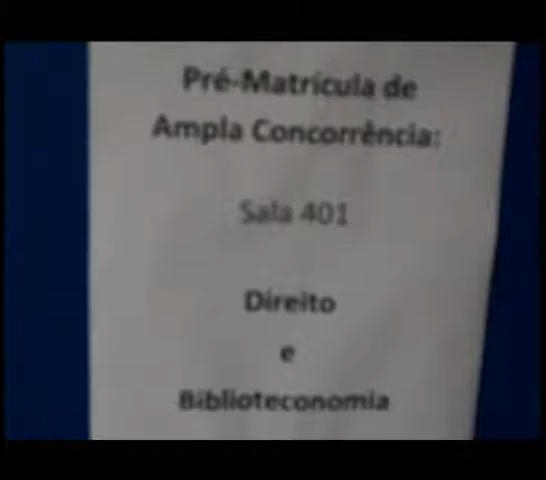 Pré-Matrícula de
Ampla Concorrência:
Sala 401
Direito
e
Biblioteconomia